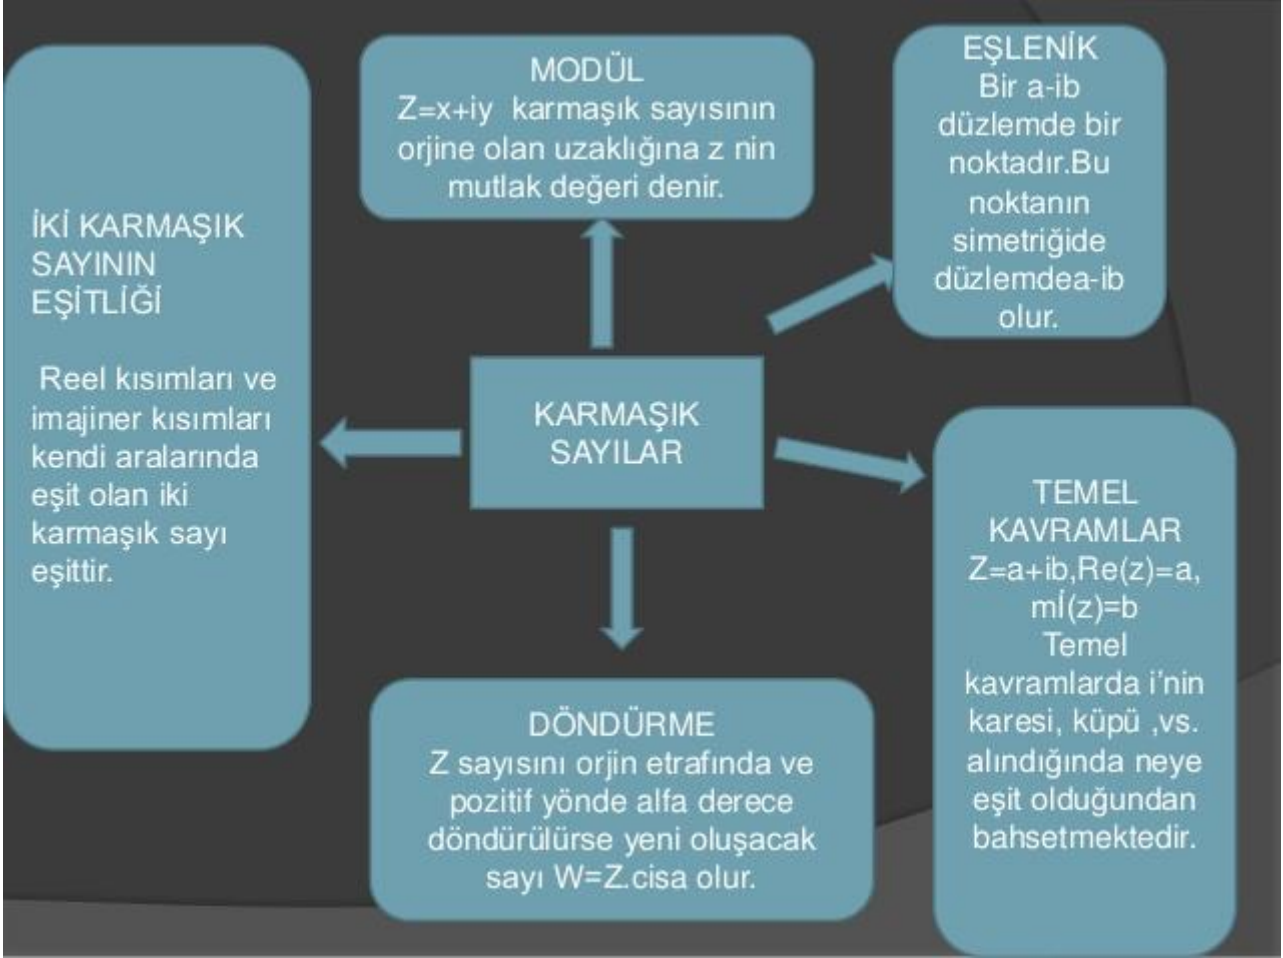 MODÜL
Z=x+iy karmaşık sayısının
orjine olan uzaklığına z nin
mutlak değeri denir.
EŞLENİK
Bir a-ib
düzlemde bir
noktadır.Bu
noktanın
simetriğide
düzlemdea-ib
olur.
İKİ KARMAŞIK
SAYININ
EŞİTLİĞİ
Reel kısımları ve
imajiner kısımları
kendi aralarında
eşit olan iki
karmaşık sayı
eşittir.
KARMAŞIK
SAYILAR
TEMEL
KAVRAMLAR
Z=a+ib,Re(z)=a,
mİ(z)=b
Temel
kavramlarda i’nin
karesi, küpü ,vs.
alındığında neye
eşit olduğundan
bahsetmektedir.
DÖNDÜRME
Z sayısını orjin etrafında ve
pozitif yönde alfa derece
döndürülürse yeni oluşacak
sayı W=Z.cisa olur.